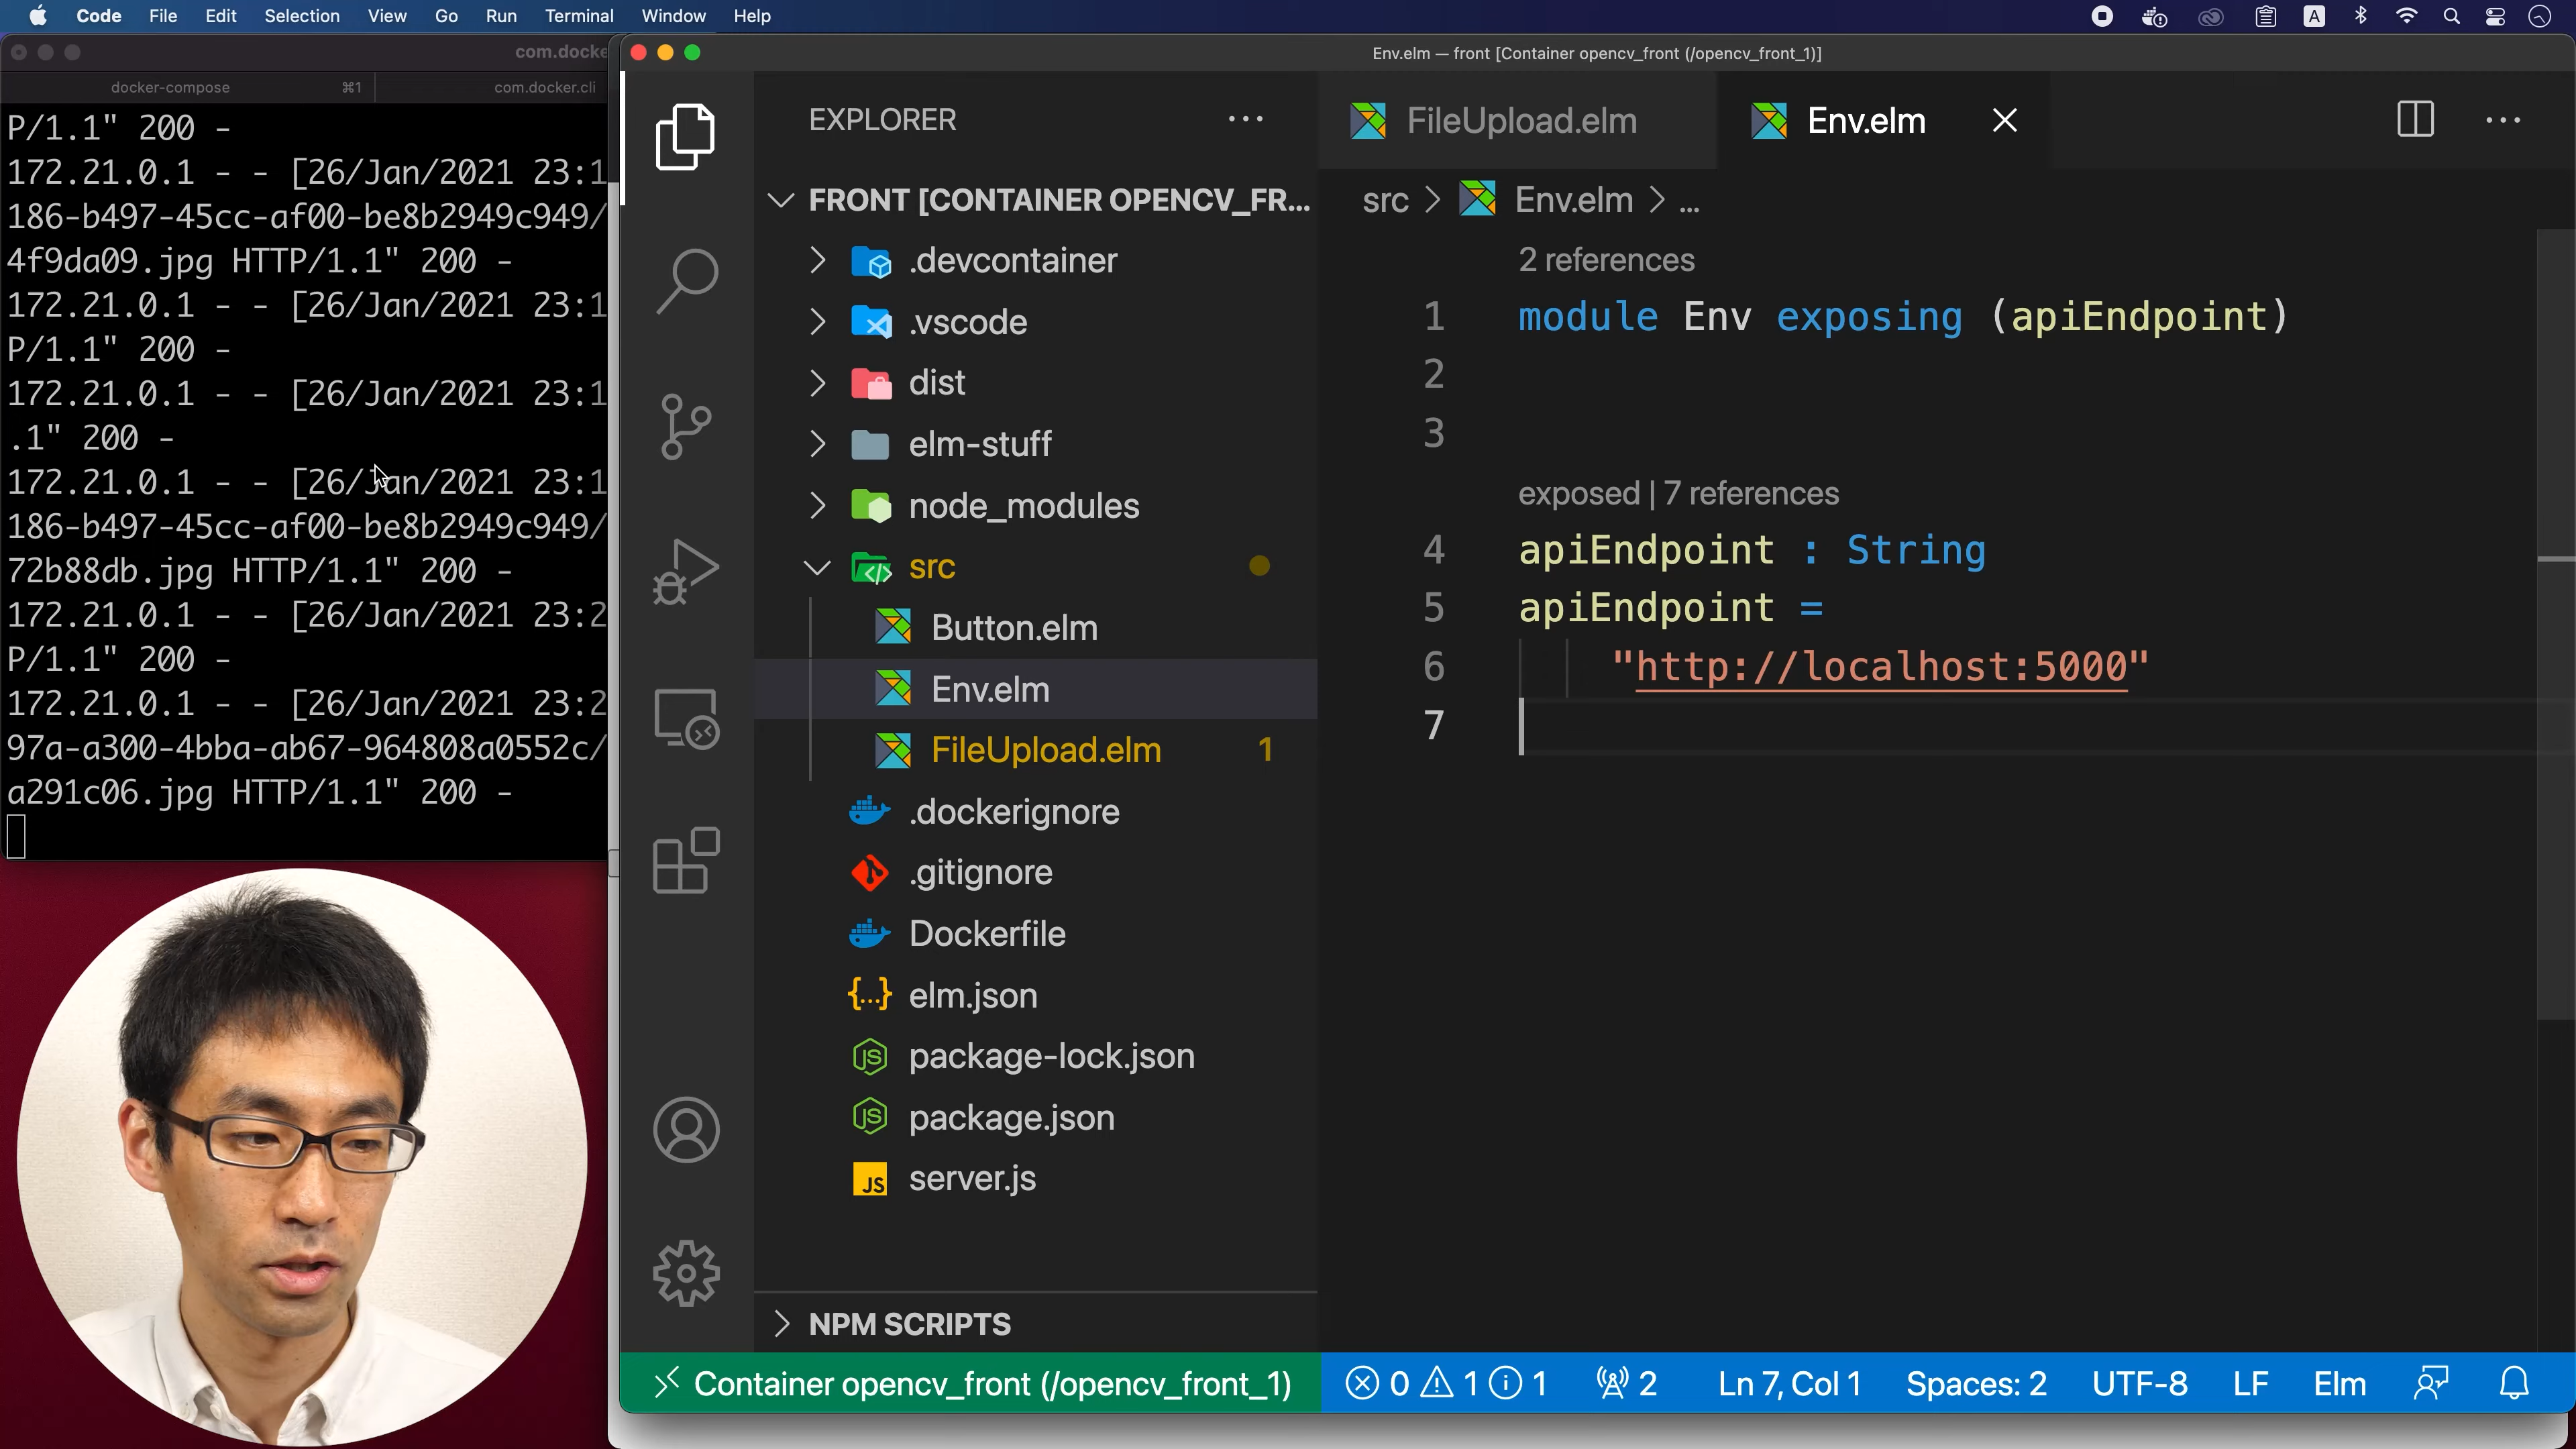 Code File Edit Selection View Go Run Terminal Window Help
A
com.docke
docker-compose ⌘1 com.docker.cli
P/1.1" 200 -
172.21.0.1 - - [26/Jan/2021 23:1
186-b497-45cc-af00-be8b2949c949/
4f9da09.jpg HTTP/1.1" 200 -
172.21.0.1 - - [26/Jan/2021 23:1
P/1.1" 200 -
172.21.0.1 - - [26/Jan/2021 23:1
.1" 200 -
172.21.0.1 - - [26/Jan/2021 23:1
186-b497-45cc-af00-be8b2949c949/
72b88db.jpg HTTP/1.1" 200 -
172.21.0.1 - - [26/Jan/2021 23:2
P/1.1" 200 -
172.21.0.1 - - [26/Jan/2021 23:2
97a-a300-4bba-ab67-964808a0552c/
a291c06.jpg HTTP/1.1" 200 -
Env.elm — front [Container opencv_front (/opencv_front_1)]
EXPLORER ...
FRONT [CONTAINER OPENCV_FR...
.devcontainer
.vscode
dist
elm-stuff
node_modules
src
Button.elm
Env.elm
FileUpload.elm 1
.dockerignore
.gitignore
Dockerfile
{...} elm.json
JS package-lock.json
JS package.json
JS server.js
NPM SCRIPTS
FileUpload.elm
Env.elm
...
src > Env.elm > ...
2 references
1 module Env exposing (apiEndpoint)
2
3
exposed | 7 references
4 apiEndpoint : String
5 apiEndpoint =
6 "http://localhost:5000"
7
Container opencv_front (/opencv_front_1) 0 1 1 2 Ln 7, Col 1 Spaces: 2 UTF-8 LF Elm